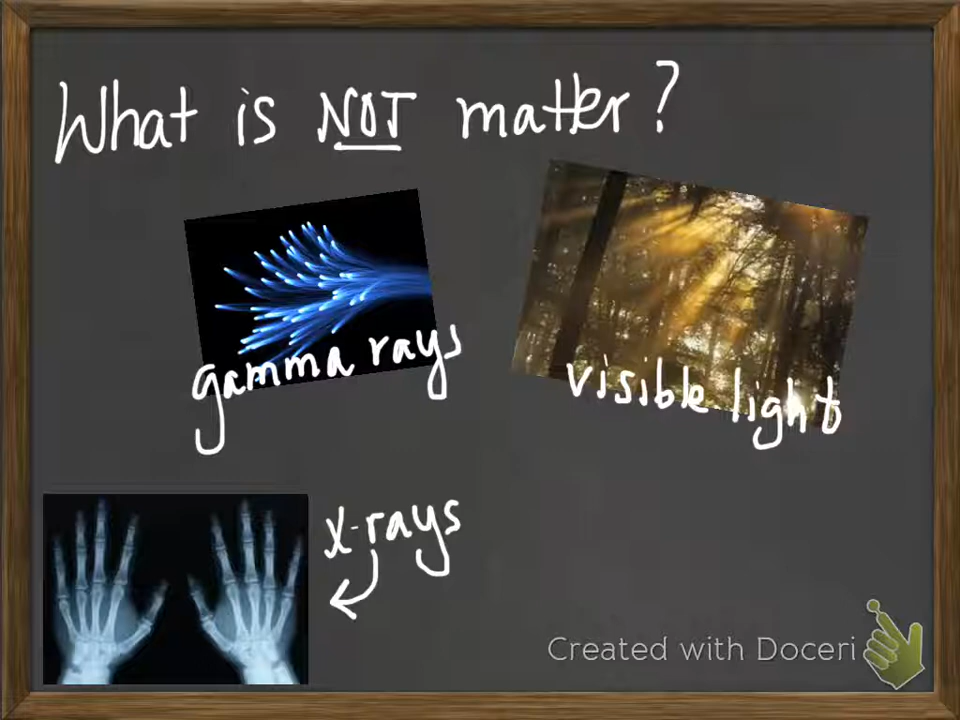 What is NOT matter?
gamma rays
visible light
x-rays
Created with Doceri